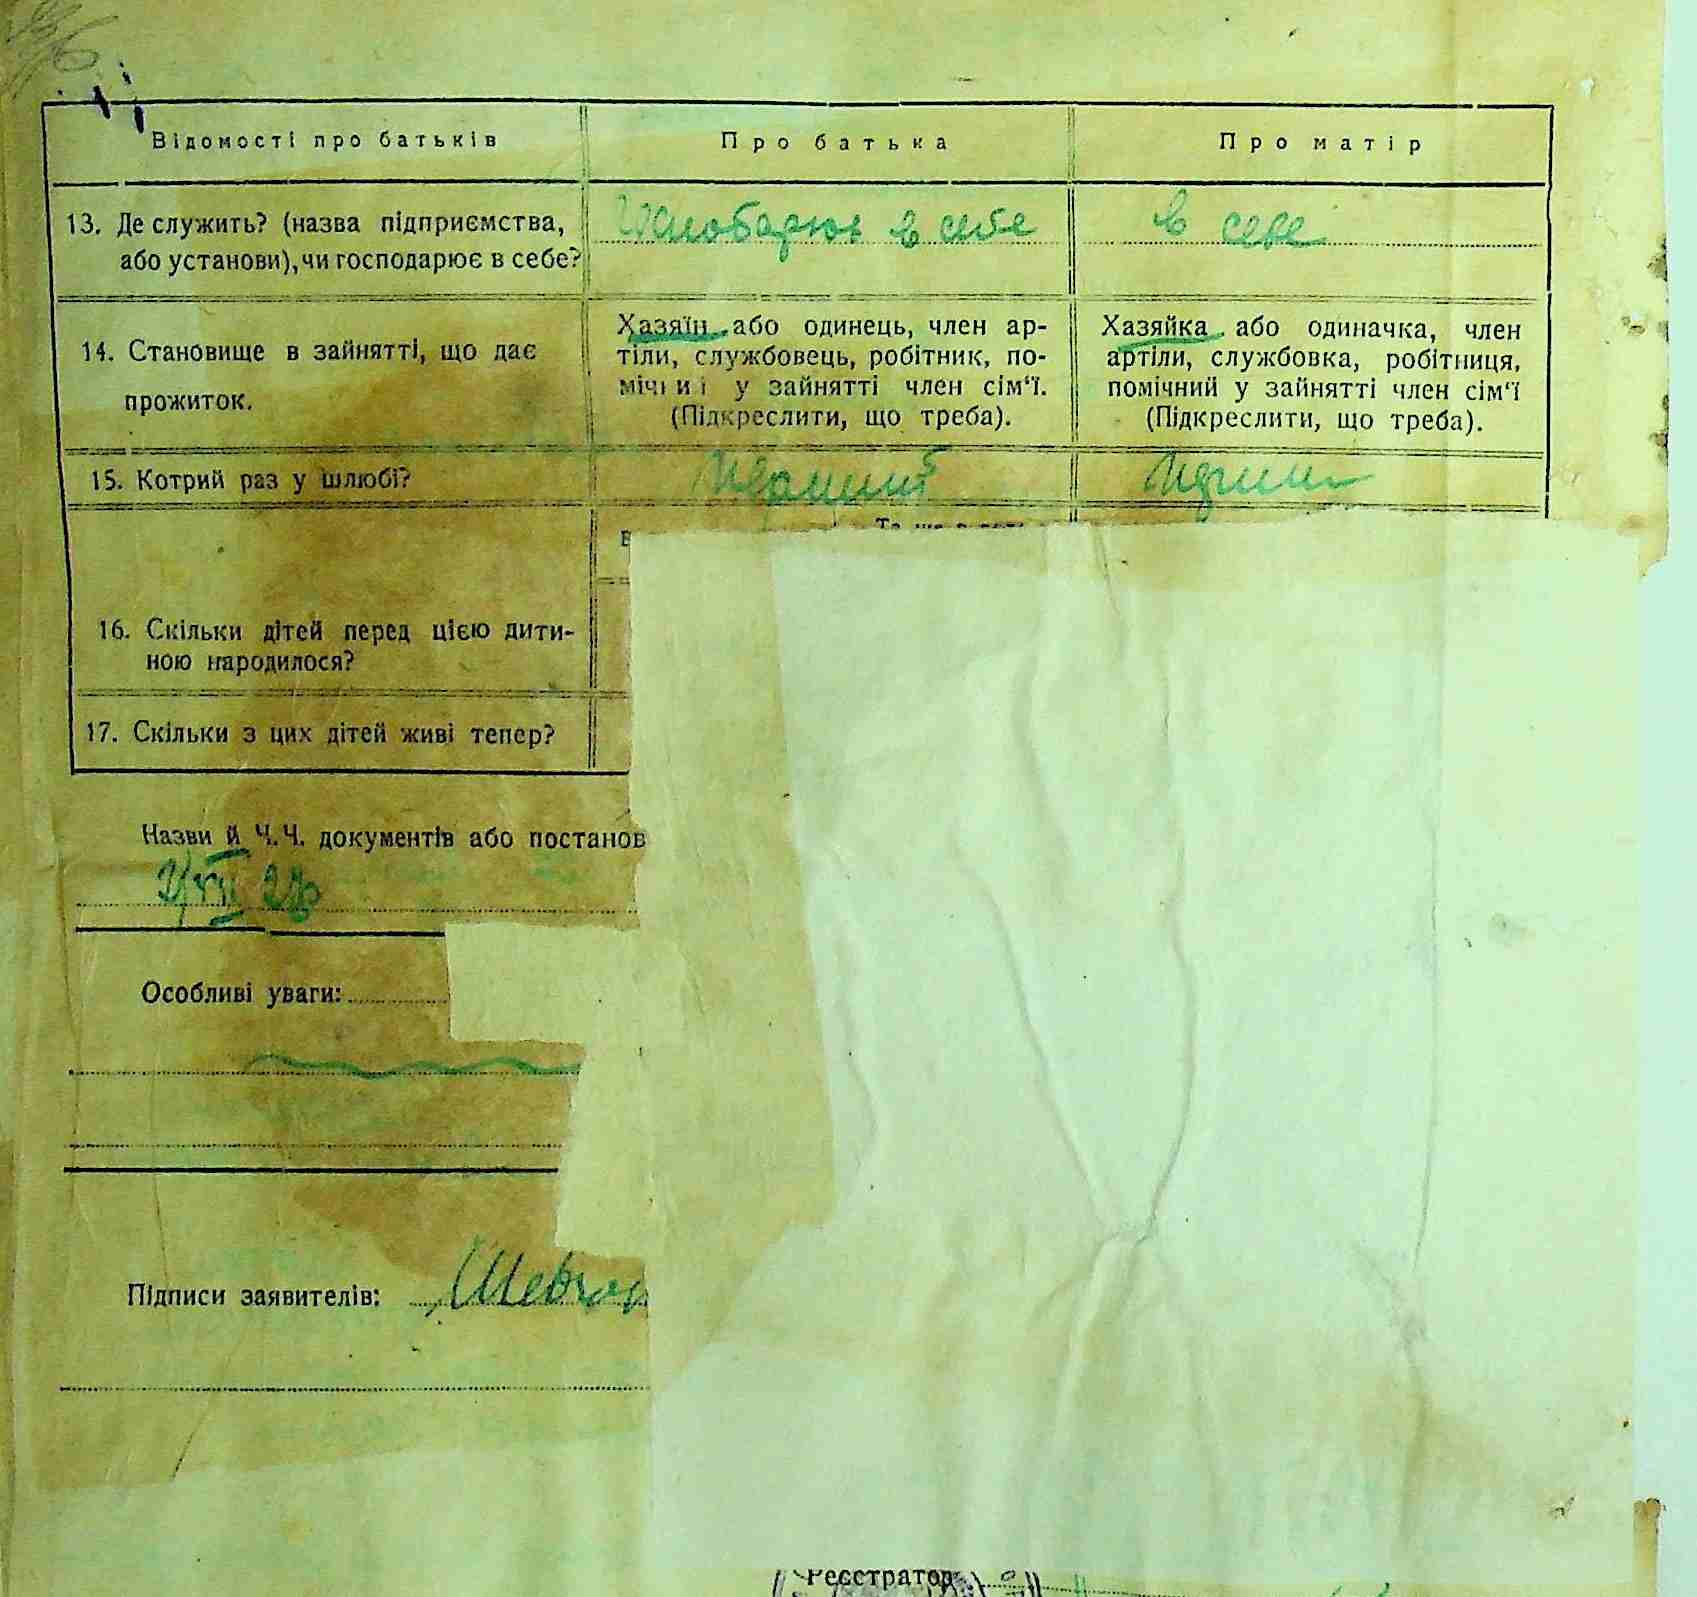 Відомості про батьків
Про батька
Про матір
13. Де служить? (назва підприємства,
або установи), чи господарює в себе?
в себе
в себе
14. Становище в зайнятті, що дає
прожиток.
Хазяїн або одинець, член ар-
тіли, службовець, робітник, по-
мічний у зайнятті член сім'ї.
(Підкреслити, що треба).
Хазяйка або одиначка, член
артіли, службовка, робітниця,
помічний у зайнятті член сім'ї
(Підкреслити, що треба).
15. Котрий раз у шлюбі?
Перший
16. Скільки дітей перед цією дити-
ною народилося?
17. Скільки з цих дітей живі тепер?
Назви й Ч.Ч. документів або постанов
Особливі уваги:
Підписи заявителів:
Реєстратор